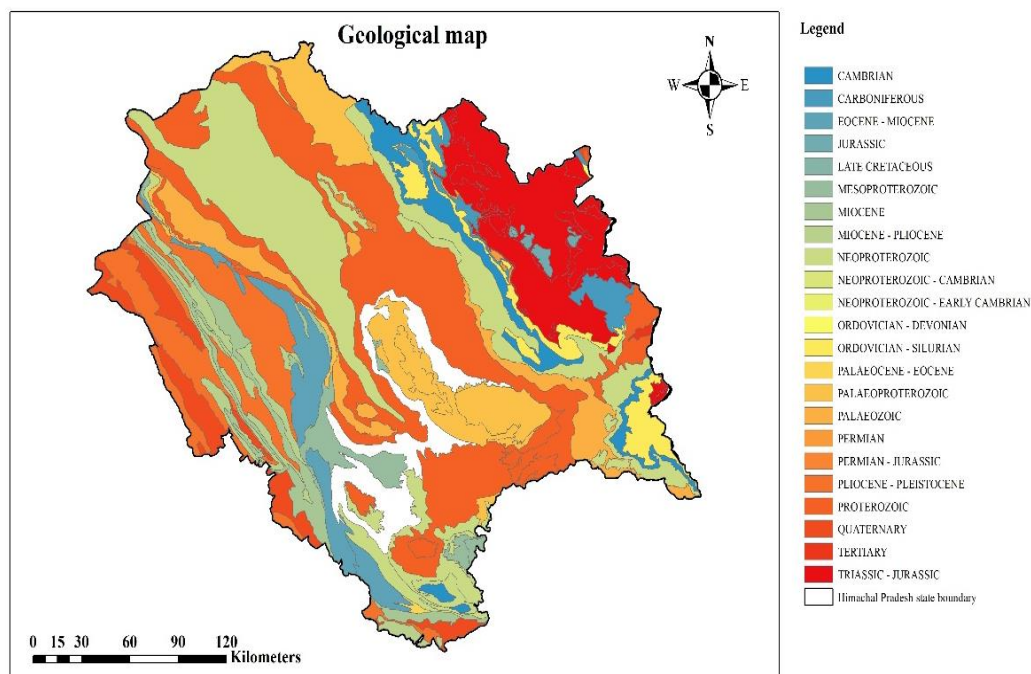 Geological map
N
W
E
S
0 15 30 60 90 120
Kilometers
Legend
CAMBRIAN
CARBONIFEROUS
EOCENE - MIOCENE
JURASSIC
LATE CRETACEOUS
MESOPROTEROZOIC
MIOCENE
MIOCENE - PLIOCENE
NEOPROTEROZOIC
NEOPROTEROZOIC - CAMBRIAN
NEOPROTEROZOIC - EARLY CAMBRIAN
ORDOVICIAN - DEVONIAN
ORDOVICIAN - SILURIAN
PALAEOCENE - EOCENE
PALAEOPROTEROZOIC
PALAEOZOIC
PERMIAN
PERMIAN - JURASSIC
PLIOCENE - PLEISTOCENE
PROTEROZOIC
QUATERNARY
TERTIARY
TRIASSIC - JURASSIC
Himachal Pradesh state boundary